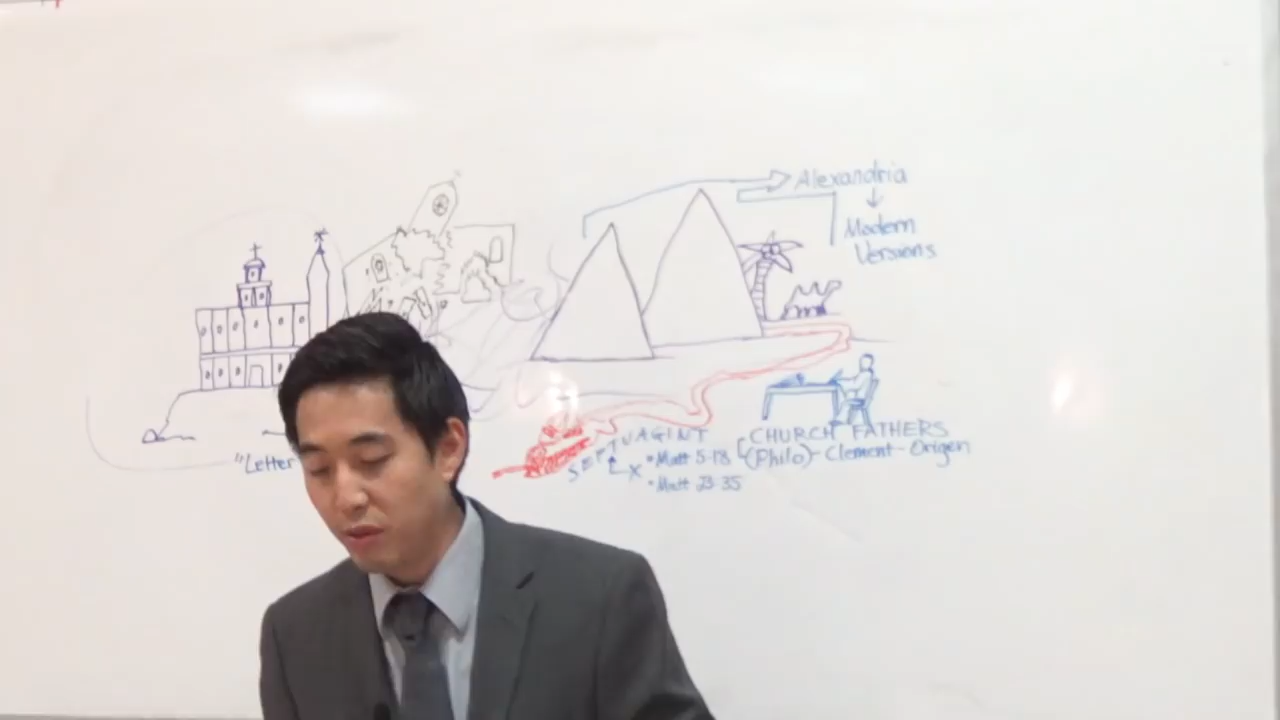 Alexandria
Modern
Versions
"Letter
SEPTUAGINT
X • Matt 5:18
• Matt 23:35
CHURCH FATHERS
(Philo) - Clement - Origen